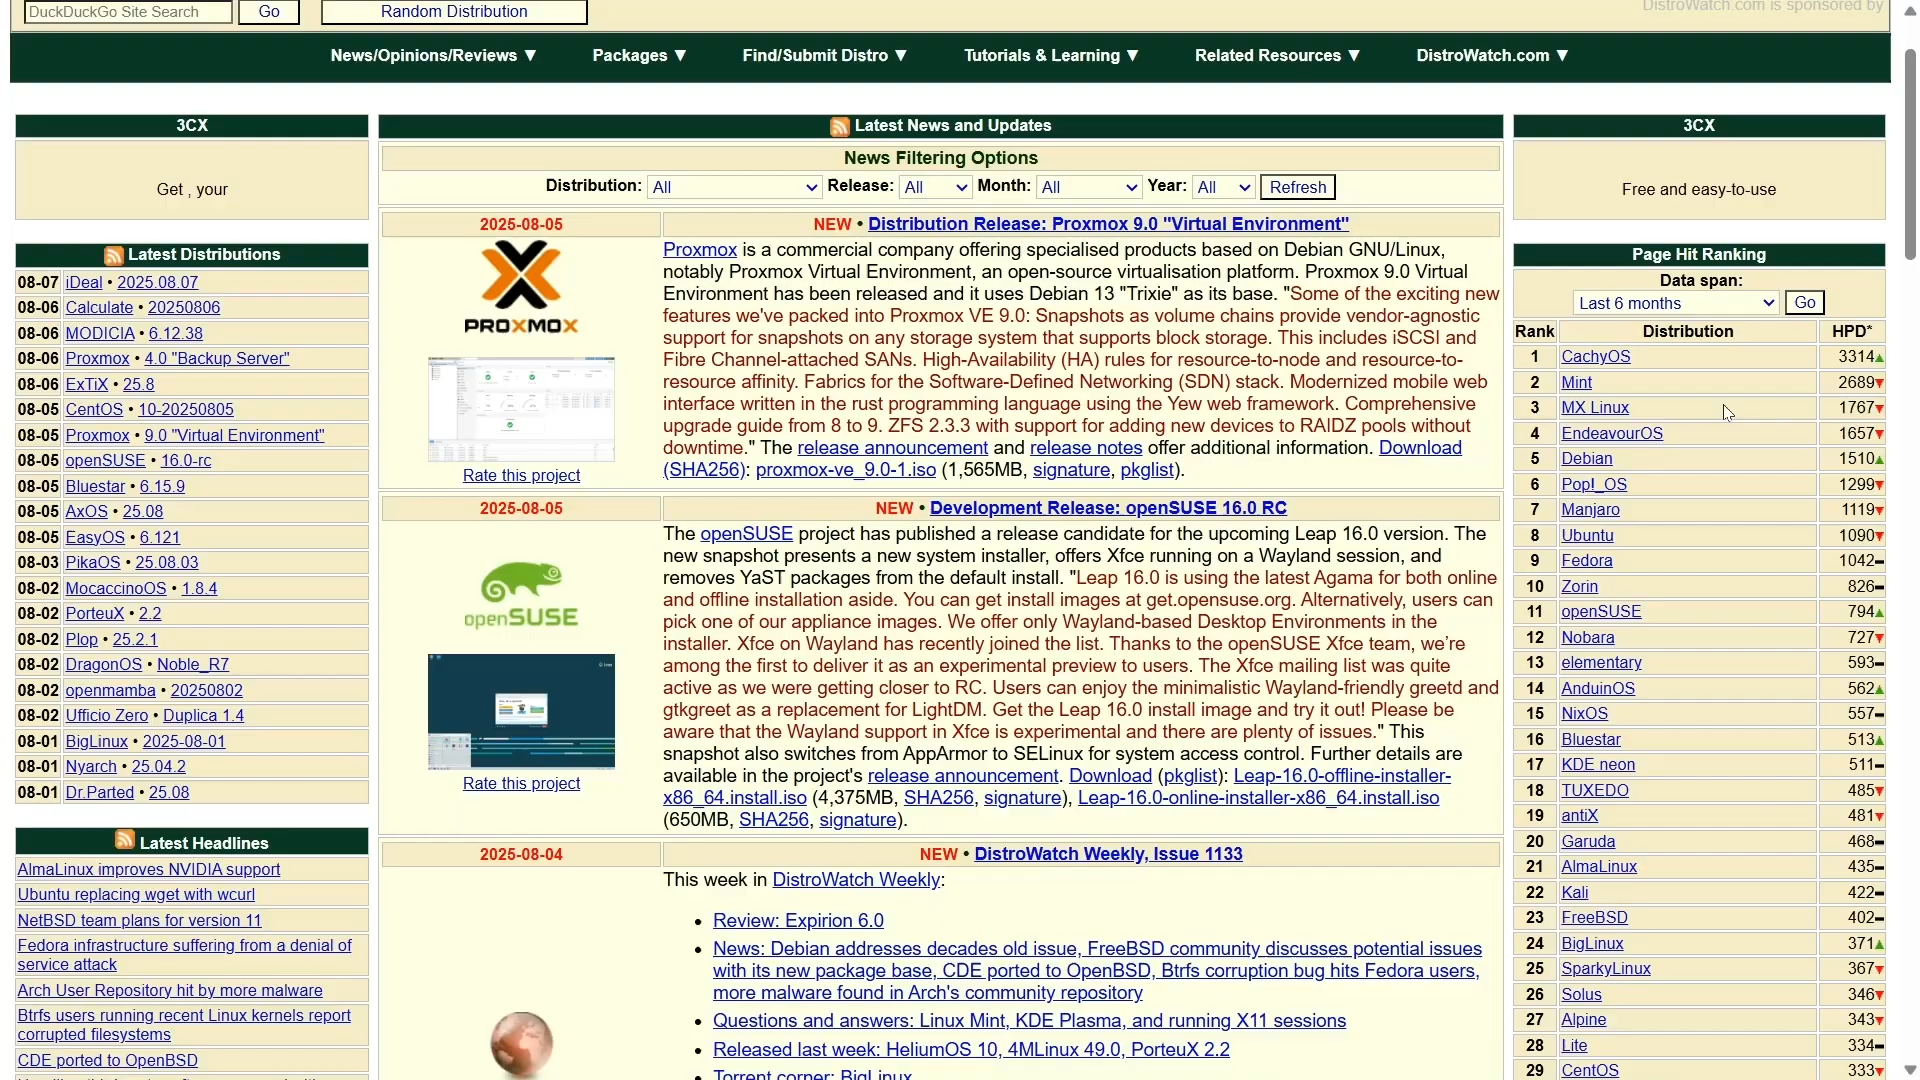 DuckDuckGo Site Search Go Random Distribution
DistroWatch.com is sponsored by
News/Opinions/Reviews ▼ Packages ▼ Find/Submit Distro ▼ Tutorials & Learning ▼ Related Resources ▼ DistroWatch.com ▼
3CX
Get , your
Latest Distributions
08-07 iDeal • 2025.08.07
08-06 Calculate • 20250806
08-06 MODICIA • 6.12.38
08-06 Proxmox • 4.0 "Backup Server"
08-06 ExTiX • 25.8
08-05 CentOS • 10-20250805
08-05 Proxmox • 9.0 "Virtual Environment"
08-05 openSUSE • 16.0-rc
08-05 Bluestar • 6.15.9
08-05 AxOS • 25.08
08-05 EasyOS • 6.121
08-03 PikaOS • 25.08.03
08-02 MocaccinoOS • 1.8.4
08-02 PorteuX • 2.2
08-02 Plop • 25.2.1
08-02 DragonOS • Noble_R7
08-02 openmamba • 20250802
08-02 Ufficio Zero • Duplica 1.4
08-01 BigLinux • 2025-08-01
08-01 Nyarch • 25.04.2
08-01 Dr.Parted • 25.08
Latest Headlines
AlmaLinux improves NVIDIA support
Ubuntu replacing wget with wcurl
NetBSD team plans for version 11
Fedora infrastructure suffering from a denial of
service attack
Arch User Repository hit by more malware
Btrfs users running recent Linux kernels report
corrupted filesystems
CDE ported to OpenBSD
Latest News and Updates
News Filtering Options
Distribution: All Release: All Month: All Year: All Refresh
2025-08-05 NEW • Distribution Release: Proxmox 9.0 "Virtual Environment"
PROXMOX
Rate this project
Proxmox is a commercial company offering specialised products based on Debian GNU/Linux,
notably Proxmox Virtual Environment, an open-source virtualisation platform. Proxmox 9.0 Virtual
Environment has been released and it uses Debian 13 "Trixie" as its base. "Some of the exciting new
features we've packed into Proxmox VE 9.0: Snapshots as volume chains provide vendor-agnostic
support for snapshots on any storage system that supports block storage. This includes iSCSI and
Fibre Channel-attached SANs. High-Availability (HA) rules for resource-to-node and resource-to-
resource affinity. Fabrics for the Software-Defined Networking (SDN) stack. Modernized mobile web
interface written in the rust programming language using the Yew web framework. Comprehensive
upgrade guide from 8 to 9. ZFS 2.3.3 with support for adding new devices to RAIDZ pools without
downtime." The release announcement and release notes offer additional information. Download
(SHA256): proxmox-ve_9.0-1.iso (1,565MB, signature, pkglist).
2025-08-05 NEW • Development Release: openSUSE 16.0 RC
openSUSE
Rate this project
The openSUSE project has published a release candidate for the upcoming Leap 16.0 version. The
new snapshot presents a new system installer, offers Xfce running on a Wayland session, and
removes YaST packages from the default install. "Leap 16.0 is using the latest Agama for both online
and offline installation aside. You can get install images at get.opensuse.org. Alternatively, users can
pick one of our appliance images. We offer only Wayland-based Desktop Environments in the
installer. Xfce on Wayland has recently joined the list. Thanks to the openSUSE Xfce team, we're
among the first to deliver it as an experimental preview to users. The Xfce mailing list was quite
active as we were getting closer to RC. Users can enjoy the minimalistic Wayland-friendly greetd and
gtkgreet as a replacement for LightDM. Get the Leap 16.0 install image and try it out! Please be
aware that the Wayland support in Xfce is experimental and there are plenty of issues." This
snapshot also switches from AppArmor to SELinux for system access control. Further details are
available in the project's release announcement. Download (pkglist): Leap-16.0-offline-installer-
x86_64.install.iso (4,375MB, SHA256, signature), Leap-16.0-online-installer-x86_64.install.iso
(650MB, SHA256, signature).
2025-08-04 NEW • DistroWatch Weekly, Issue 1133
This week in DistroWatch Weekly:
• Review: Expirion 6.0
• News: Debian addresses decades old issue, FreeBSD community discusses potential issues
with its new package base, CDE ported to OpenBSD, Btrfs corruption bug hits Fedora users,
more malware found in Arch's community repository
• Questions and answers: Linux Mint, KDE Plasma, and running X11 sessions
• Released last week: HeliumOS 10, 4MLinux 49.0, PorteuX 2.2
Torrent corner: BigLinux
3CX
Free and easy-to-use
Page Hit Ranking
Data span:
Last 6 months Go
Rank Distribution HPD*
1 CachyOS 3314▲
2 Mint 2689▼
3 MX Linux 1767▼
4 EndeavourOS 1657▼
5 Debian 1510▲
6 Pop!_OS 1299▼
7 Manjaro 1119▼
8 Ubuntu 1090▼
9 Fedora 1042
10 Zorin 826
11 openSUSE 794▲
12 Nobara 727▼
13 elementary 593
14 AnduinOS 562▲
15 NixOS 557
16 Bluestar 513▲
17 KDE neon 511
18 TUXEDO 485▼
19 antiX 481▼
20 Garuda 468
21 AlmaLinux 435
22 Kali 422
23 FreeBSD 402
24 BigLinux 371▲
25 SparkyLinux 367▼
26 Solus 346▼
27 Alpine 343▼
28 Lite 334
29 CentOS 333▼